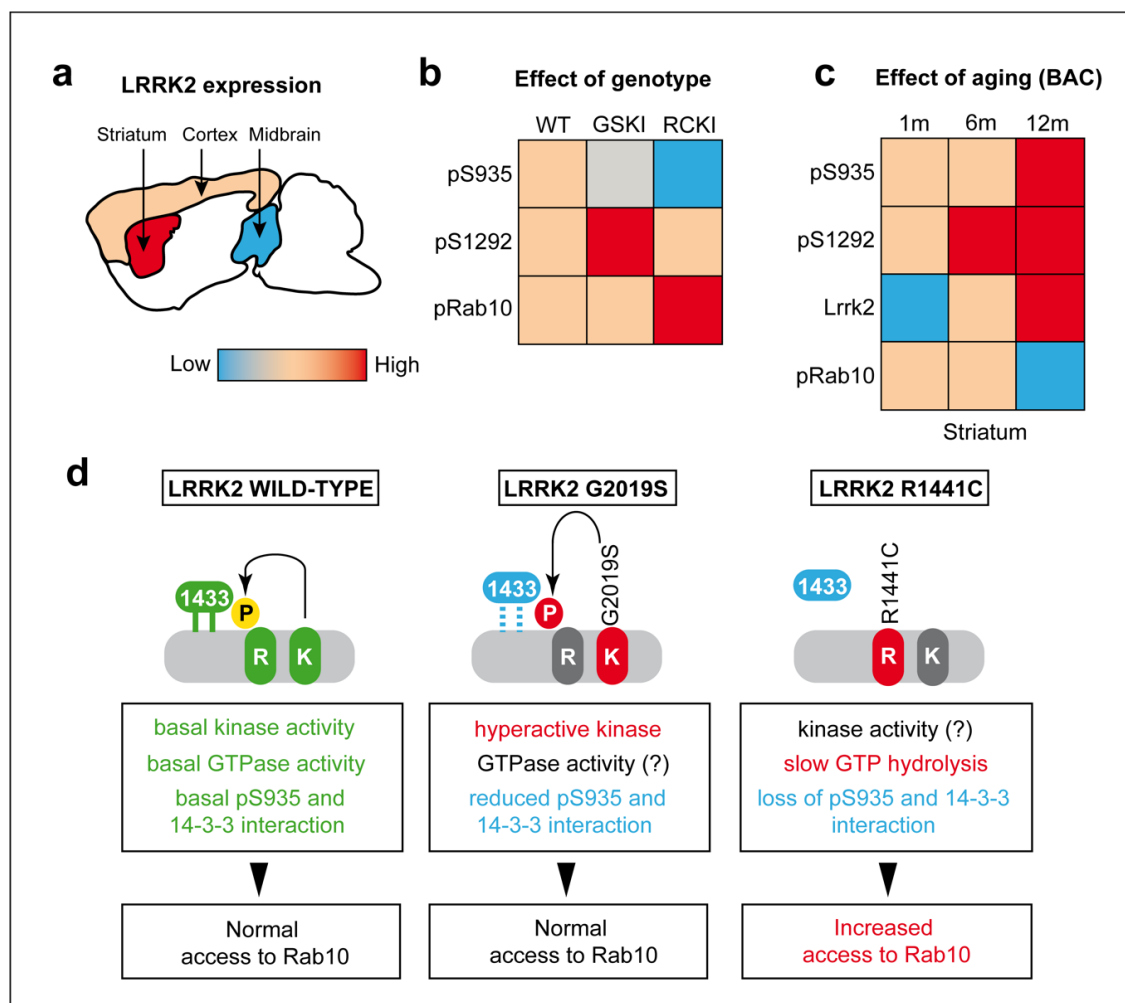 a
LRRK2 expression
Striatum
Cortex
Midbrain
Low
High
b
Effect of genotype
WT
GSKI
RCKI
pS935
pS1292
pRab10
c
Effect of aging (BAC)
1m
6m
12m
pS935
pS1292
Lrrk2
pRab10
Striatum
d
LRRK2 WILD-TYPE
1433
P
R
K
basal kinase activity
basal GTPase activity
basal pS935 and
14-3-3 interaction
Normal
access to Rab10
LRRK2 G2019S
1433
P
G2019S
R
K
hyperactive kinase
GTPase activity (?)
reduced pS935 and
14-3-3 interaction
Normal
access to Rab10
LRRK2 R1441C
1433
R1441C
R
K
kinase activity (?)
slow GTP hydrolysis
loss of pS935 and 14-3-3
interaction
Increased
access to Rab10